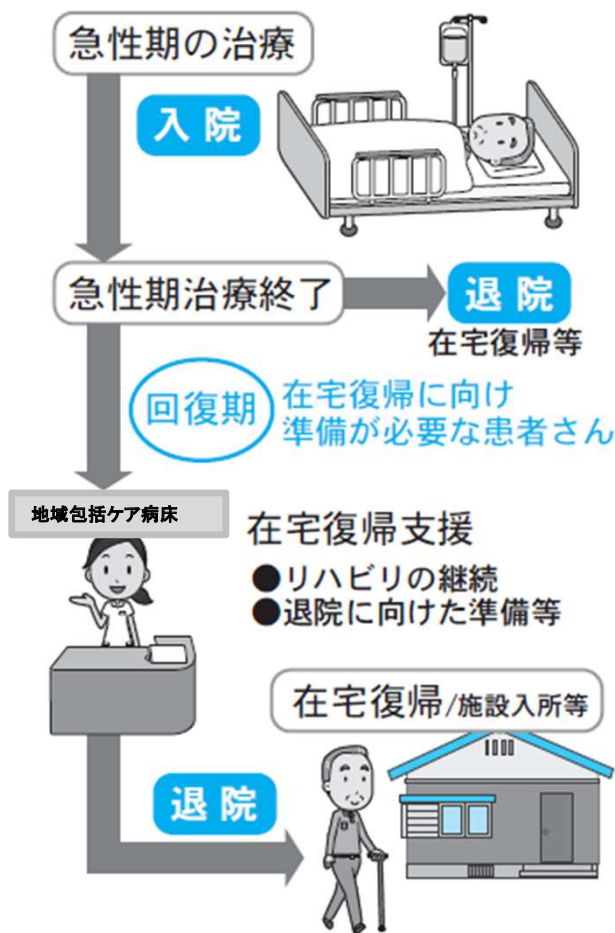 急性期の治療
入院
急性期治療終了
退院
在宅復帰等
回復期
在宅復帰に向け
準備が必要な患者さん
地域包括ケア病床
在宅復帰支援
●リハビリの継続
●退院に向けた準備等
在宅復帰/施設入所等
退院